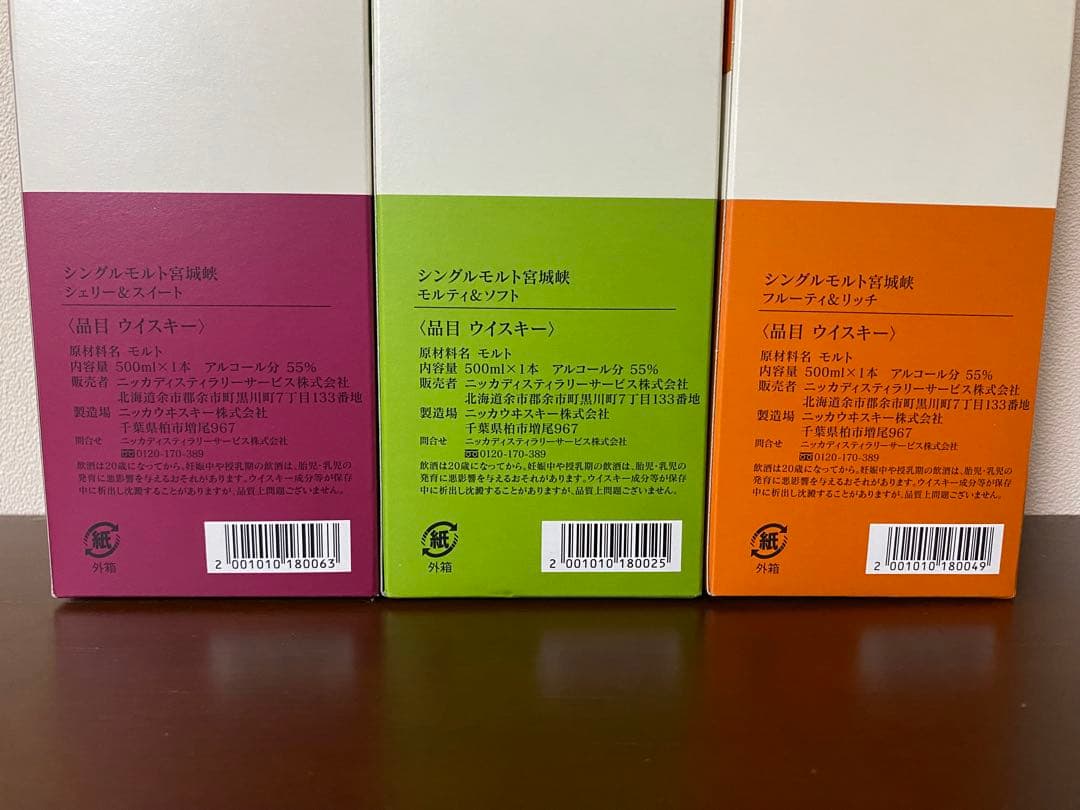 シングルモルト宮城峡
シェリー＆スイート
〈品目 ウイスキー〉
原材料名 モルト
内容量 500ml×1本 アルコール分 55%
販売者 ニッカディスティラリーサービス株式会社
北海道余市郡余市町黒川町7丁目133番地
製造場 ニッカウヰスキー株式会社
千葉県柏市増尾967
問合せ ニッカディスティラリーサービス株式会社
0120-170-389
飲酒は20歳になってから。妊娠中や授乳期の飲酒は、胎児・乳児の
発育に悪影響を与えるおそれがあります。ウイスキー成分等が保存
中に析出し沈澱することがありますが、品質上問題ございません。
紙
外箱
2 001010 180063
シングルモルト宮城峡
モルティ＆ソフト
〈品目 ウイスキー〉
原材料名 モルト
内容量 500ml×1本 アルコール分 55%
販売者 ニッカディスティラリーサービス株式会社
北海道余市郡余市町黒川町7丁目133番地
製造場 ニッカウヰスキー株式会社
千葉県柏市増尾967
問合せ ニッカディスティラリーサービス株式会社
0120-170-389
飲酒は20歳になってから。妊娠中や授乳期の飲酒は、胎児・乳児の
発育に悪影響を与えるおそれがあります。ウイスキー成分等が保存
中に析出し沈澱することがありますが、品質上問題ございません。
紙
外箱
2 001010 180025
シングルモルト宮城峡
フルーティ＆リッチ
〈品目 ウイスキー〉
原材料名 モルト
内容量 500ml×1本 アルコール分 55%
販売者 ニッカディスティラリーサービス株式会社
北海道余市郡余市町黒川町7丁目133番地
製造場 ニッカウヰスキー株式会社
千葉県柏市増尾967
問合せ ニッカディスティラリーサービス株式会社
0120-170-389
飲酒は20歳になってから。妊娠中や授乳期の飲酒は、胎児・乳児の
発育に悪影響を与えるおそれがあります。ウイスキー成分等が保存
中に析出し沈澱することがありますが、品質上問題ございません。
紙
外箱
2 001010 180049